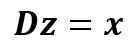 Dz = x